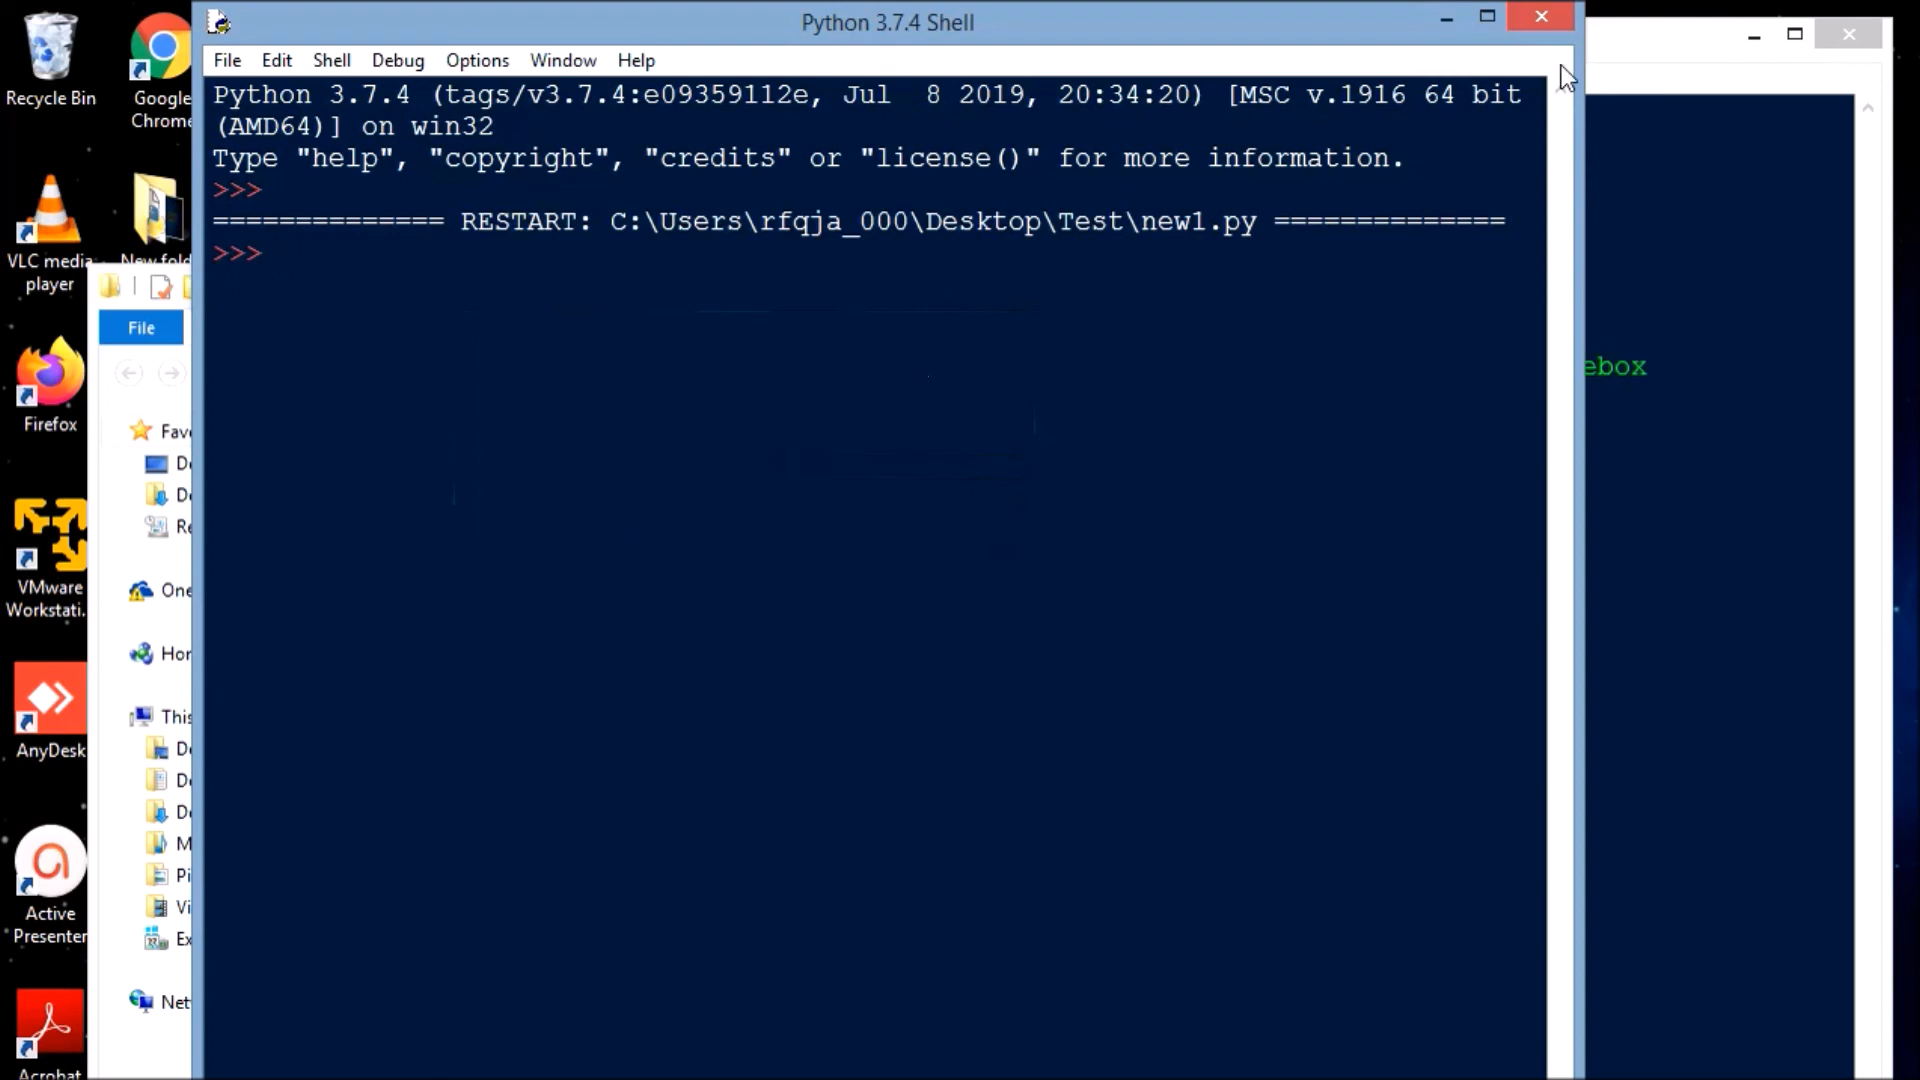 Python 3.7.4 Shell
File Edit Shell Debug Options Window Help
Python 3.7.4 (tags/v3.7.4:e09359112e, Jul  8 2019, 20:34:20) [MSC v.1916 64 bit
(AMD64)] on win32
Type "help", "copyright", "credits" or "license()" for more information.
>>>
============== RESTART: C:\Users\rfqja_000\Desktop\Test\new1.py ==============
>>>
ebox
Recycle Bin
Google
Chrome
VLC media
player
New fold
Firefox
VMware
Workstati...
AnyDesk
Active
Presenter
Acrobat
File
Fav
De
Re
One
Hor
This
De
M
Pi
Vi
Ex
Net